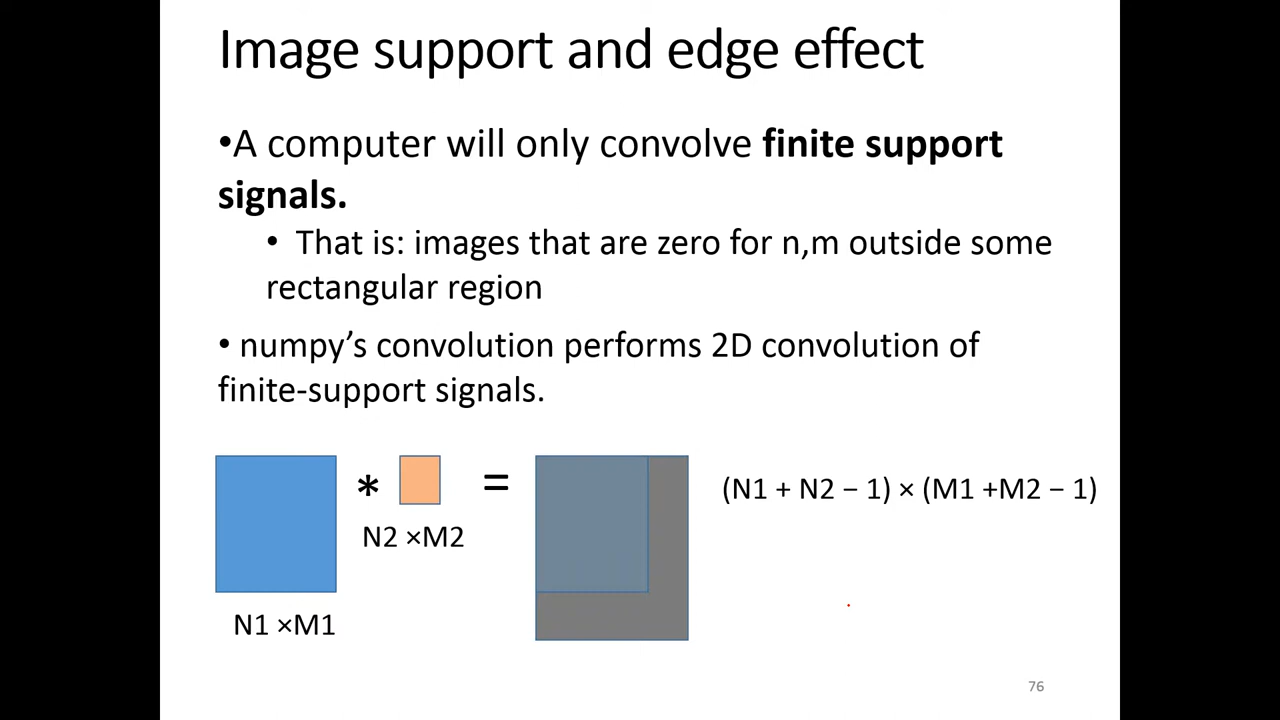 Image support and edge effect
•A computer will only convolve finite support
signals.
• That is: images that are zero for n,m outside some
rectangular region
• numpy’s convolution performs 2D convolution of
finite-support signals.
* =
(N1 + N2 − 1) × (M1 +M2 − 1)
N2 ×M2
N1 ×M1
76